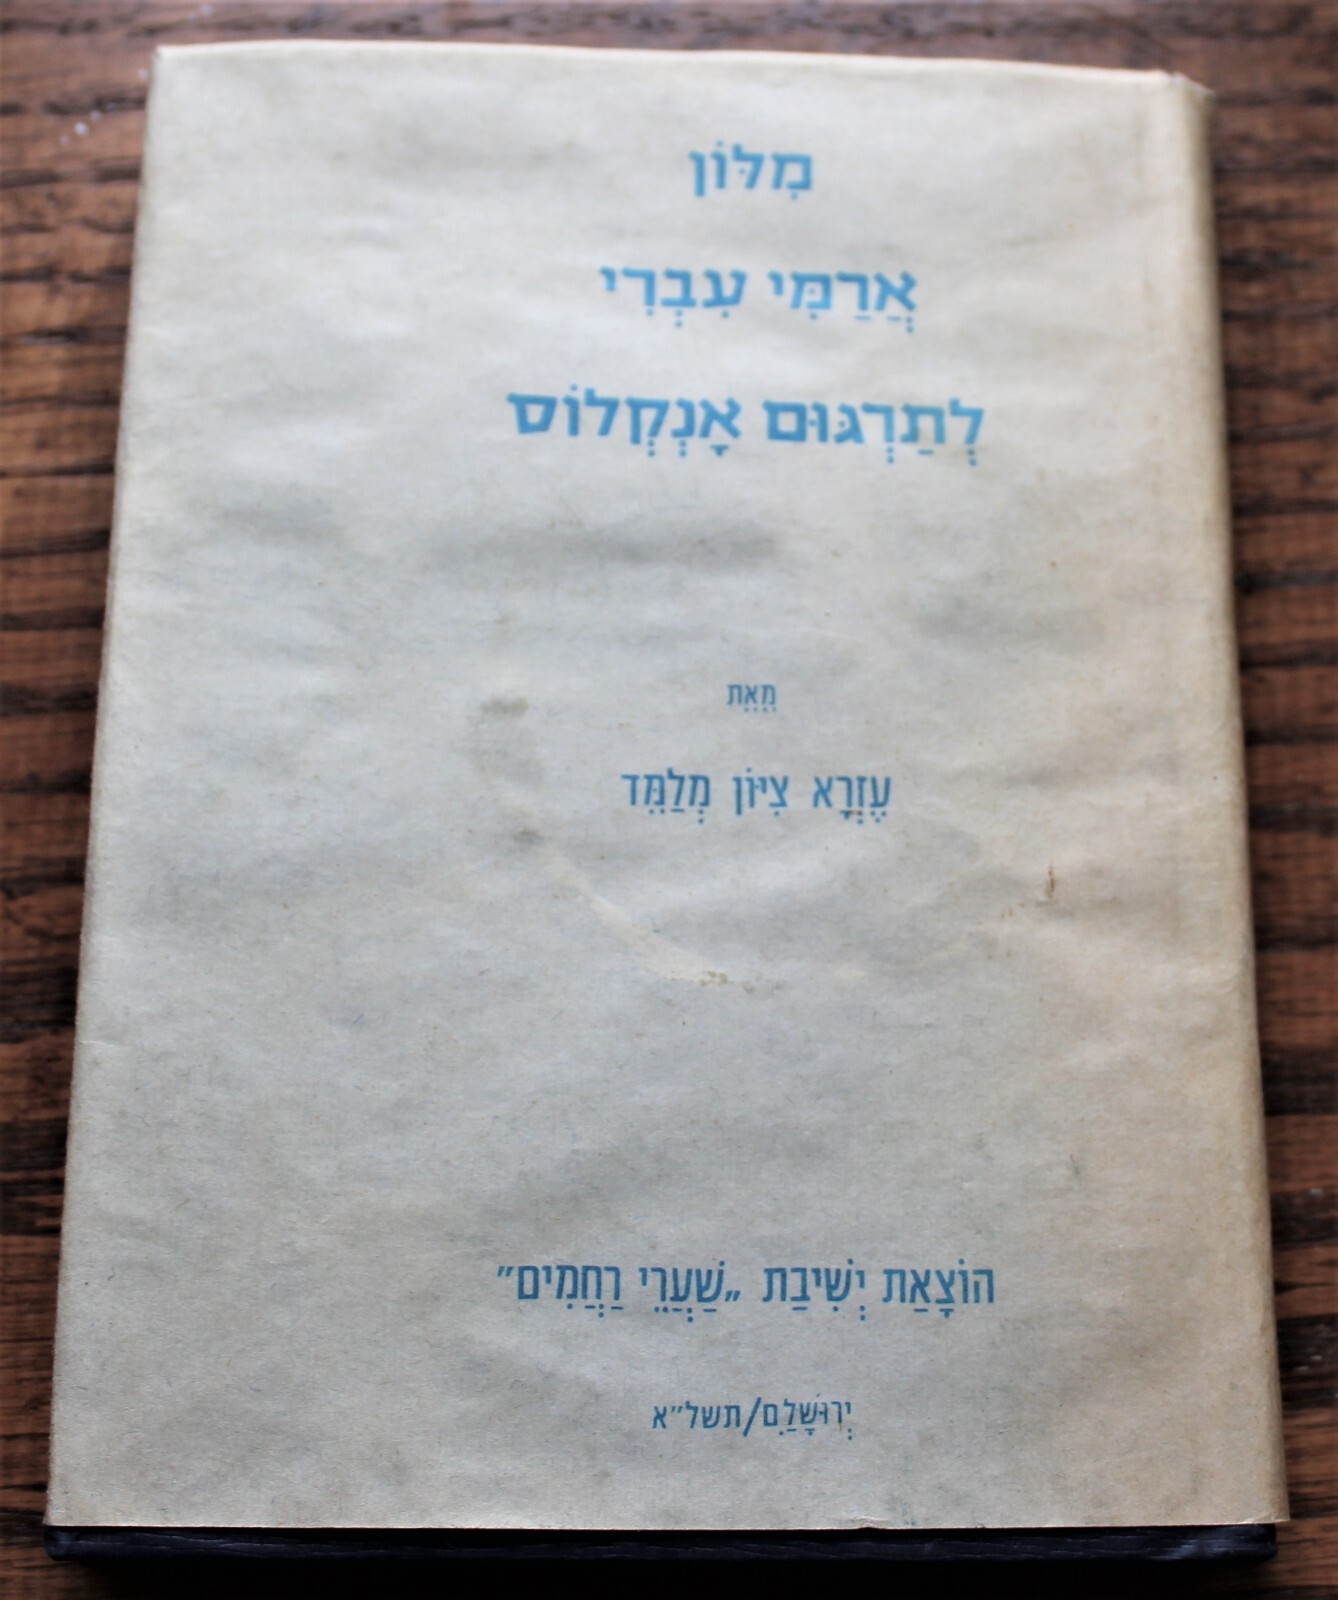 מִלּוֹן
אֲרַמִּי עִבְרִי
לְתַרְגּוּם אָנְקְלוֹס
מֵאֵת
עֶזְרָא צִיּוֹן מְלַמֵּד
הוֹצָאַת יְשִׁיבַת „שַׁעֲרֵי רַחֲמִים”
יְרוּשָׁלַםִ/תשל״א